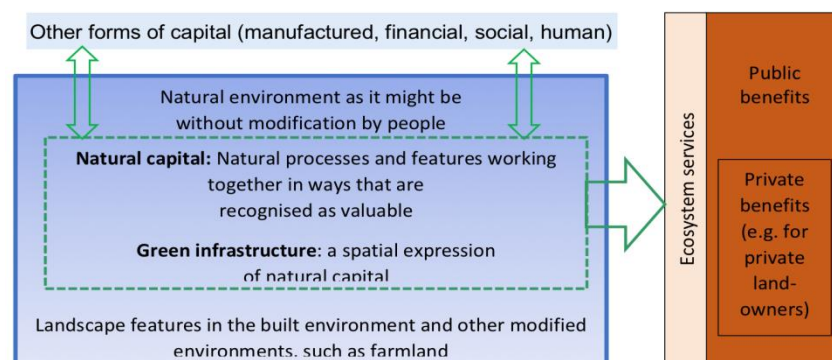 Other forms of capital (manufactured, financial, social, human)
Natural environment as it might be
without modification by people
Natural capital: Natural processes and features working
together in ways that are
recognised as valuable
Green infrastructure: a spatial expression
of natural capital
Landscape features in the built environment and other modified
environments, such as farmland
Ecosystem services
Public
benefits
Private
benefits
(e.g. for
private
land-
owners)